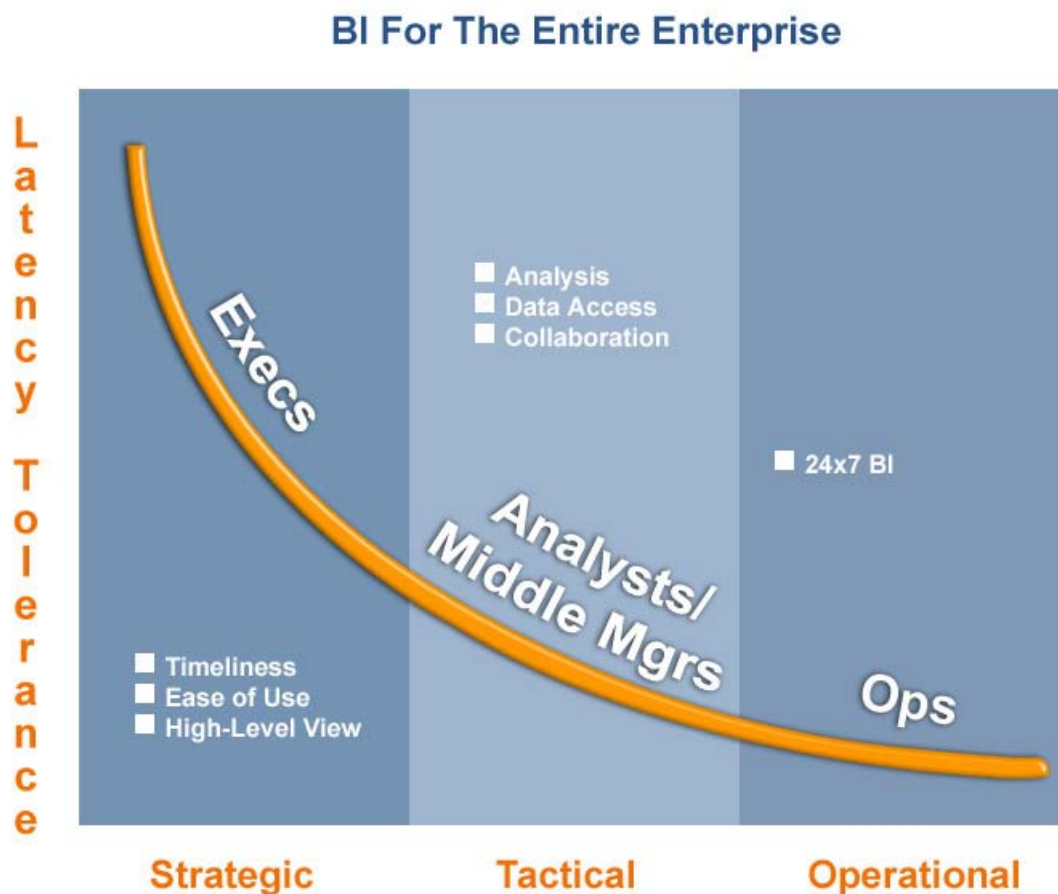 BI For The Entire Enterprise
Latency Tolerance
Execs
Analysis
Data Access
Collaboration
24x7 BI
Analysts/
Middle Mgrs
Timeliness
Ease of Use
High-Level View
Ops
Strategic
Tactical
Operational